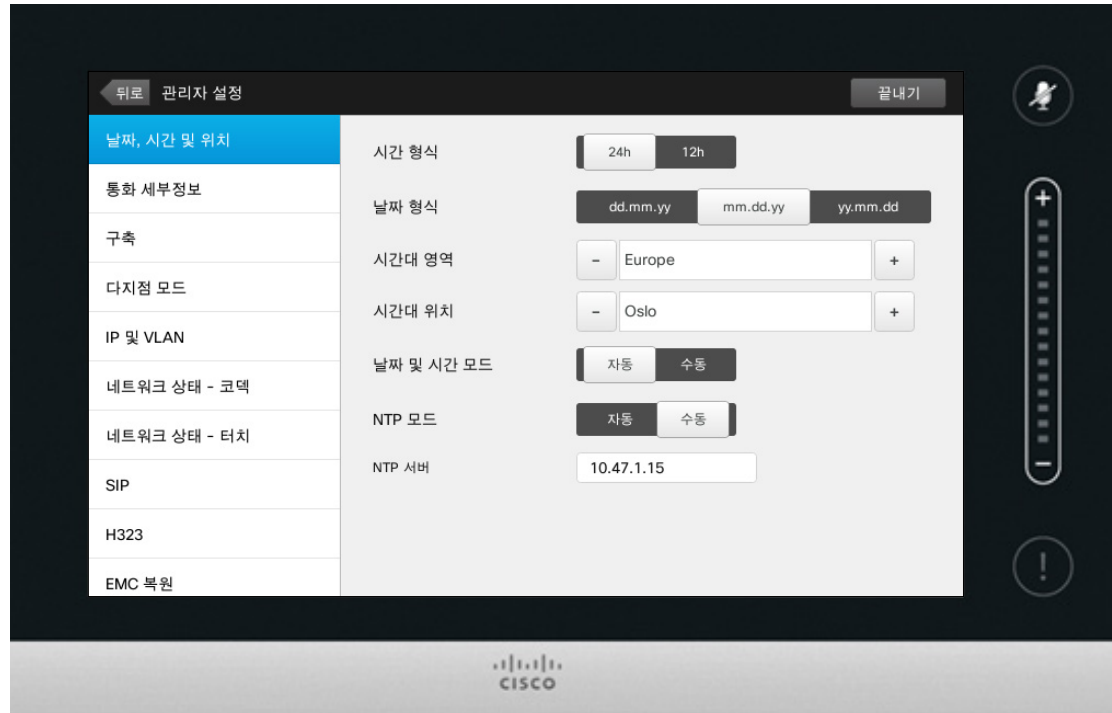 뒤로 관리자 설정 끝내기
날짜, 시간 및 위치
통화 세부정보
구축
다지점 모드
IP 및 VLAN
네트워크 상태 - 코덱
네트워크 상태 - 터치
SIP
H323
EMC 복원
시간 형식 24h 12h
날짜 형식 dd.mm.yy mm.dd.yy yy.mm.dd
시간대 영역 - Europe +
시간대 위치 - Oslo +
날짜 및 시간 모드 자동 수동
NTP 모드 자동 수동
NTP 서버 10.47.1.15
+
-
!
CISCO